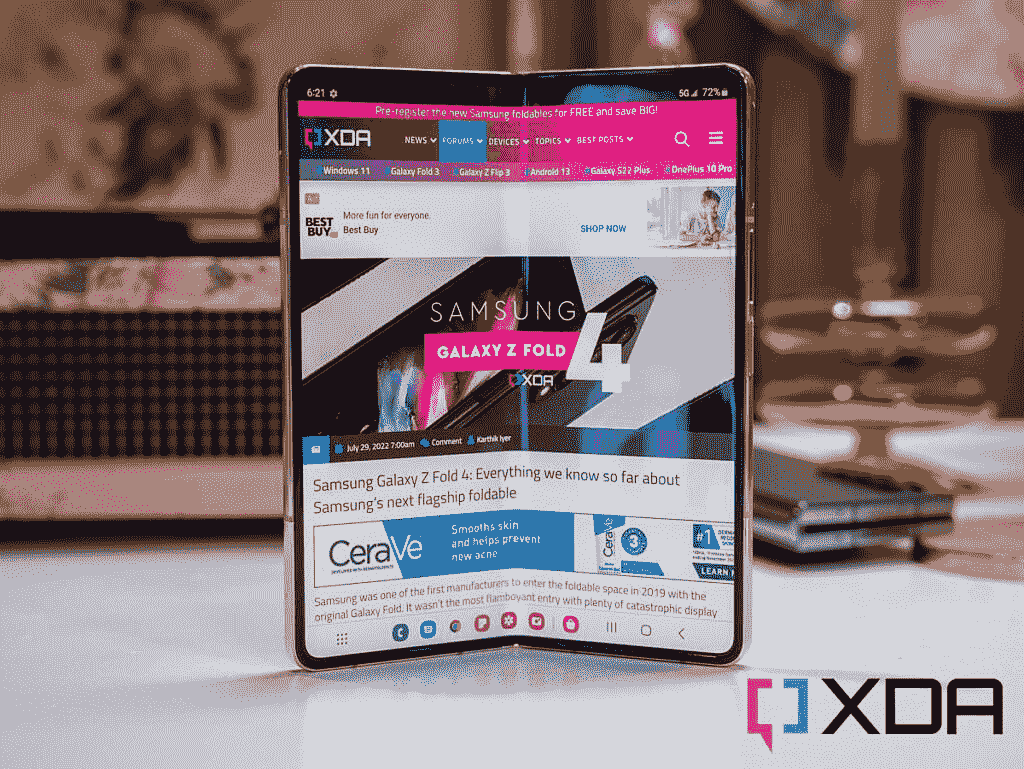 6:21 5G 72%
Pre-register the new Samsung foldables for FREE and save BIG!
XDA NEWS FORUMS DEVICES TOPICS BEST POSTS
Windows 11 Galaxy Fold 3 Galaxy Z Flip 3 Android 13 Galaxy S22 Plus OnePlus 10 Pro
BEST BUY
More fun for everyone.
Best Buy
SHOP NOW
SAMSUNG
GALAXY Z FOLD 4
XDA
July 29, 2022 7:00am Comment Karthik Iyer
Samsung Galaxy Z Fold 4: Everything we know so far about
Samsung's next flagship foldable
CeraVe
DEVELOPED WITH DERMATOLOGISTS
Smooths skin
and helps prevent
new acne
CeraVe
3
#1
LEARN
Samsung was one of the first manufacturers to enter the foldable space in 2019 with the
original Galaxy Fold. It wasn't the most flamboyant entry with plenty of catastrophic display
XDA